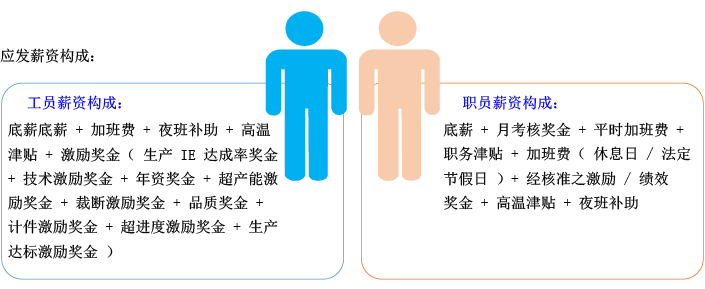 应发薪资构成：
工员薪资构成：
底薪底薪 + 加班费 + 夜班补助 + 高温
津贴 + 激励奖金（ 生产 IE 达成率奖金
+ 技术激励奖金 + 年资奖金 + 超产能激
励奖金 + 裁断激励奖金 + 品质奖金 +
计件激励奖金 + 超进度激励奖金 + 生产
达标激励奖金 ）
职员薪资构成：
底薪 + 月考核奖金 + 平时加班费 +
职务津贴 + 加班费（ 休息日 / 法定
节假日 ）+ 经核准之激励 / 绩效
奖金 + 高温津贴 + 夜班补助